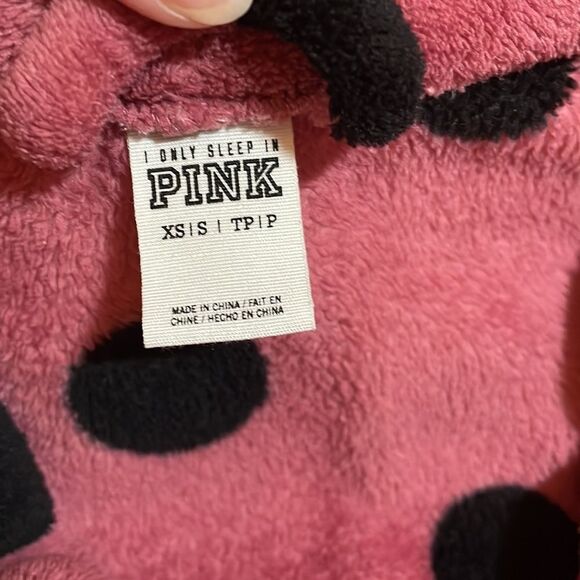 I ONLY SLEEP IN
PINK
XS|S | TP|P
MADE IN CHINA / FAIT EN
CHINE / HECHO EN CHINA